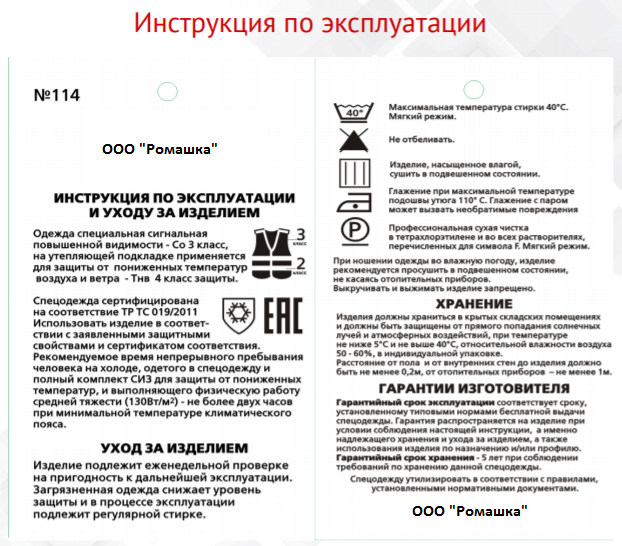 Инструкция по эксплуатации
№114
ООО "Ромашка"
ИНСТРУКЦИЯ ПО ЭКСПЛУАТАЦИИ
И УХОДУ ЗА ИЗДЕЛИЕМ
Одежда специальная сигнальная
повышенной видимости - Со 3 класс,
на утепляющей подкладке применяется
для защиты от пониженных температур
воздуха и ветра - Тнв 4 класс защиты.
3
класс
2
класс
Спецодежда сертифицирована
на соответствие ТР ТС 019/2011
Использовать изделие в соответ-
ствии с заявленными защитными
свойствами и сертификатом соответствия.
Рекомендуемое время непрерывного пребывания
человека на холоде, одетого в спецодежду и
полный комплект СИЗ для защиты от пониженных
температур, и выполняющего физическую работу
средней тяжести (130Вт/м2) - не более двух часов
при минимальной температуре климатического
пояса.
ЕАС
УХОД ЗА ИЗДЕЛИЕМ
Изделие подлежит еженедельной проверке
на пригодность к дальнейшей эксплуатации.
Загрязненная одежда снижает уровень
защиты и в процессе эксплуатации
подлежит регулярной стирке.
40°
Максимальная температура стирки 40°С.
Мягкий режим.
Не отбеливать.
Изделие, насыщенное влагой,
сушить в подвешенном состоянии.
Глажение при максимальной температуре
подошвы утюга 110° С. Глажение с паром
может вызвать необратимые повреждения
P
Профессиональная сухая чистка
в тетрахлорэтилене и во всех растворителях,
перечисленных для символа F. Мягкий режим.
При ношении одежды во влажную погоду, изделие
рекомендуется просушить в подвешенном состоянии,
не касаясь отопительных приборов.
Выкручивать и выжимать изделие запрещено.
ХРАНЕНИЕ
Изделия должны храниться в крытых складских помещениях
и должны быть защищены от прямого попадания солнечных
лучей и атмосферных воздействий, при температуре
не ниже 5°С и не выше 40°С, относительной влажности воздуха
50 - 60%, в индивидуальной упаковке.
Расстояние от пола и от внутренних стен до изделия должно
быть не менее 0,2м, от отопительных приборов – не менее 1м.
ГАРАНТИИ ИЗГОТОВИТЕЛЯ
Гарантийный срок эксплуатации соответствует сроку,
установленному типовыми нормами бесплатной выдачи
спецодежды. Гарантия распространяется на изделие при
условии соблюдения настоящей инструкции, а именно
надлежащего хранения и ухода за изделием, а также
использования изделия по назначению и/или профилю.
Гарантийный срок хранения - 5 лет при соблюдении
требований по хранению данной спецодежды.
Спецодежду утилизировать в соответствии с правилами,
установленными нормативными документами.
ООО "Ромашка"